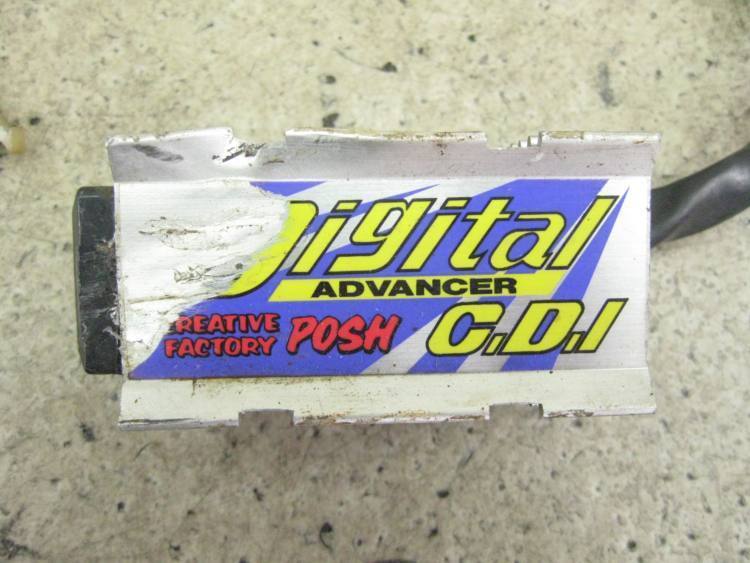 Digital
ADVANCER
CREATIVE
FACTORY
POSH
C.D.I